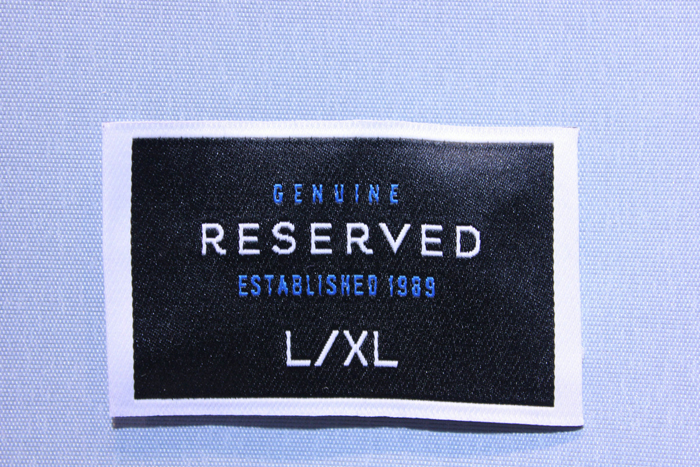 GENUINE
RESERVED
ESTABLISHED 1989
L/XL